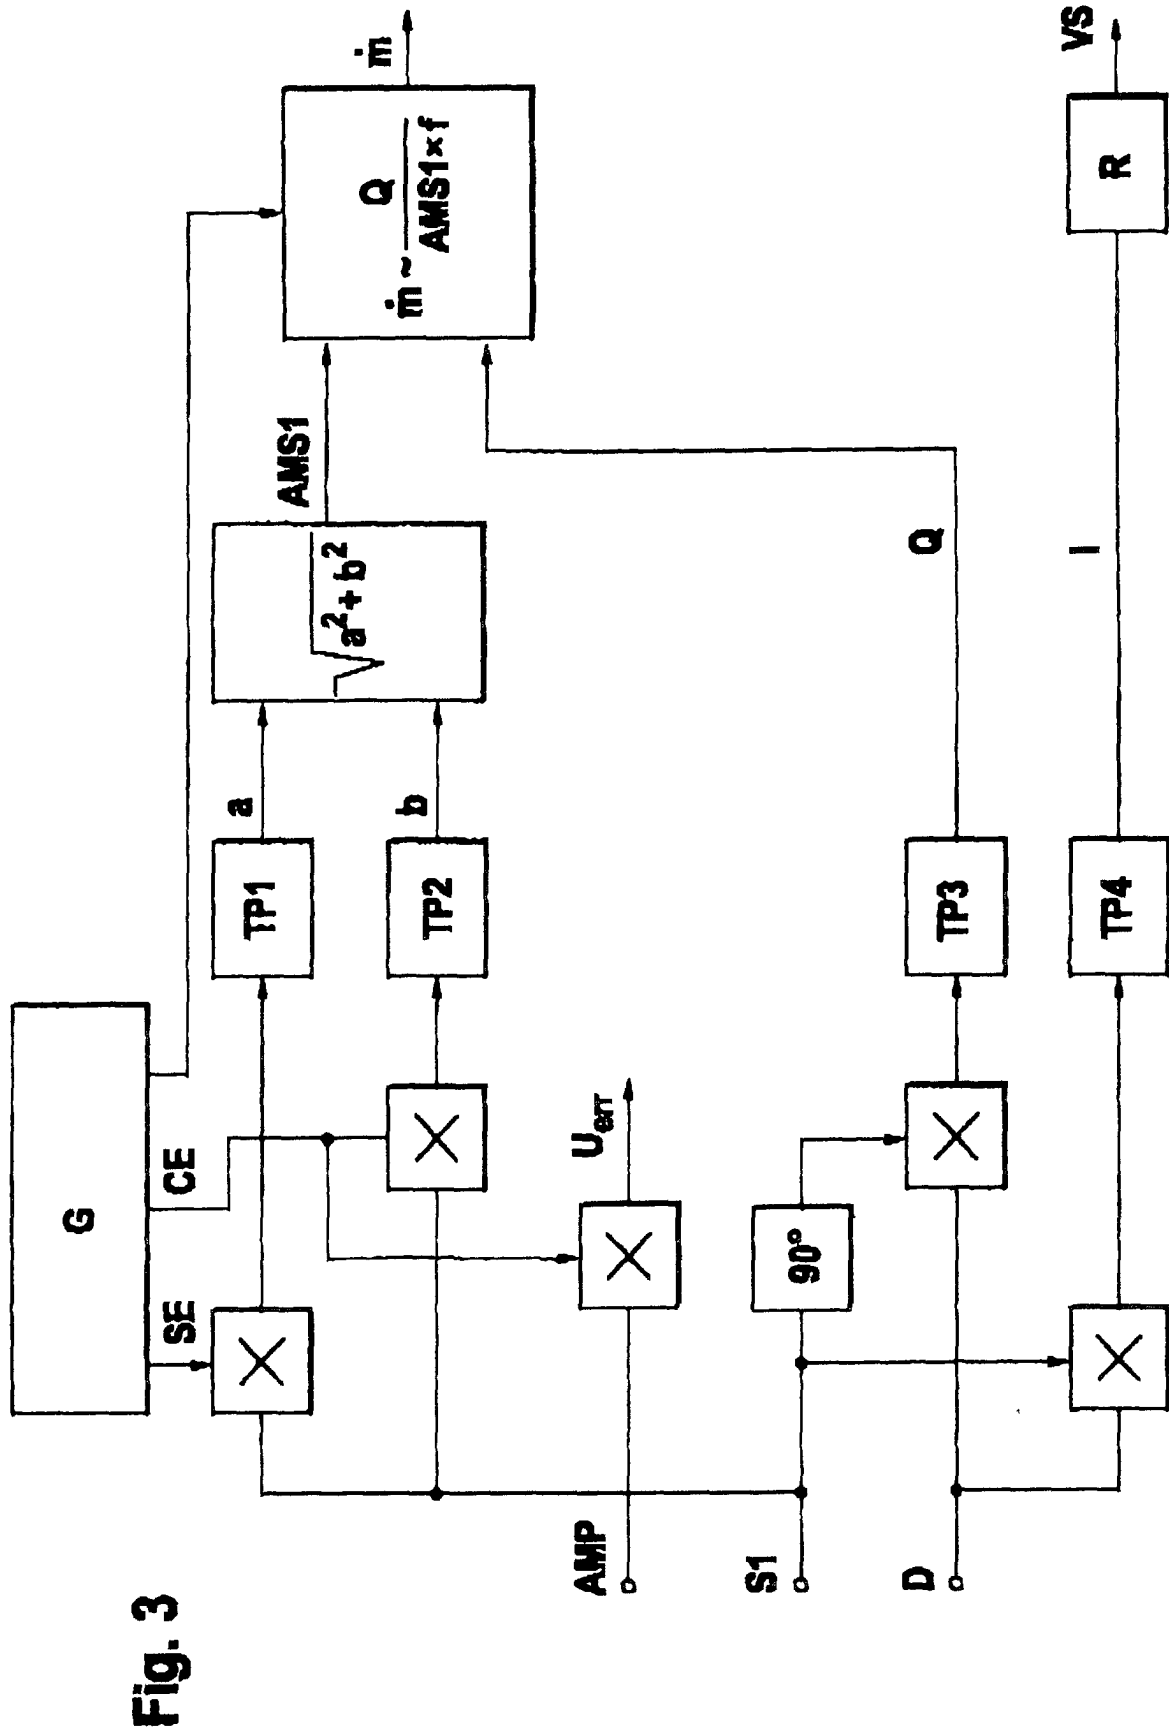 Fig. 3
G
SE
CE
TP1
a
TP2
b
√a²+b²
AMS1
ṁ ~ Q / AMS1×f
ṁ
AMP
U_err
S1
90°
D
TP3
Q
TP4
I
R
VS